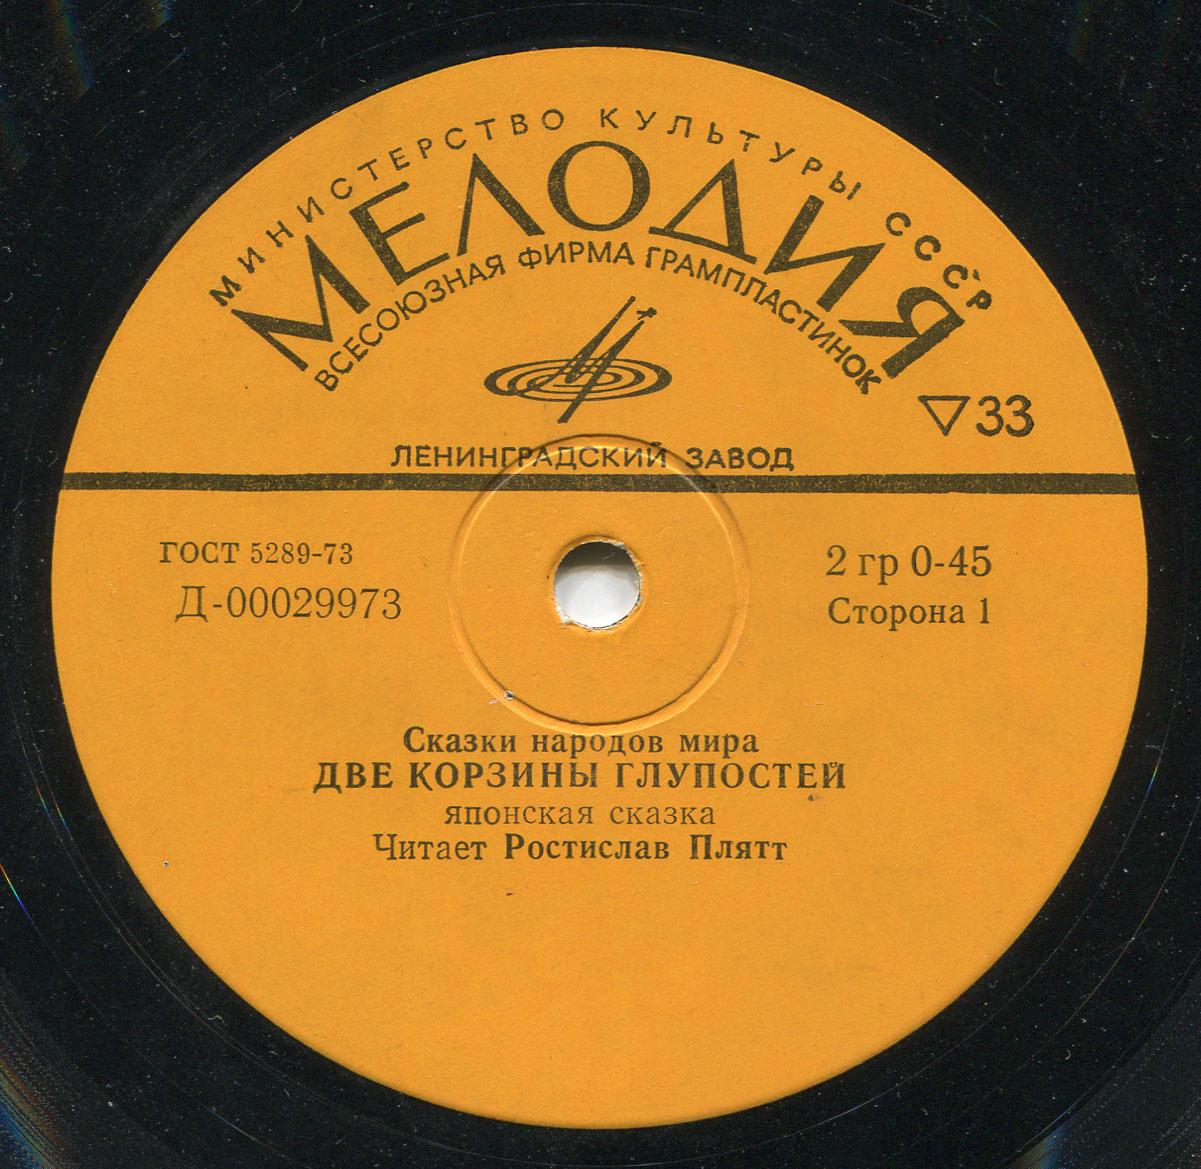 МИНИСТЕРСТВО КУЛЬТУРЫ СССР
МЕЛОДИЯ
ВСЕСОЮЗНАЯ ФИРМА ГРАМПЛАСТИНОК
▽33
ЛЕНИНГРАДСКИЙ ЗАВОД
ГОСТ 5289-73
Д-00029973
2 гр 0-45
Сторона 1
Сказки народов мира
ДВЕ КОРЗИНЫ ГЛУПОСТЕЙ
японская сказка
Читает Ростислав Плятт